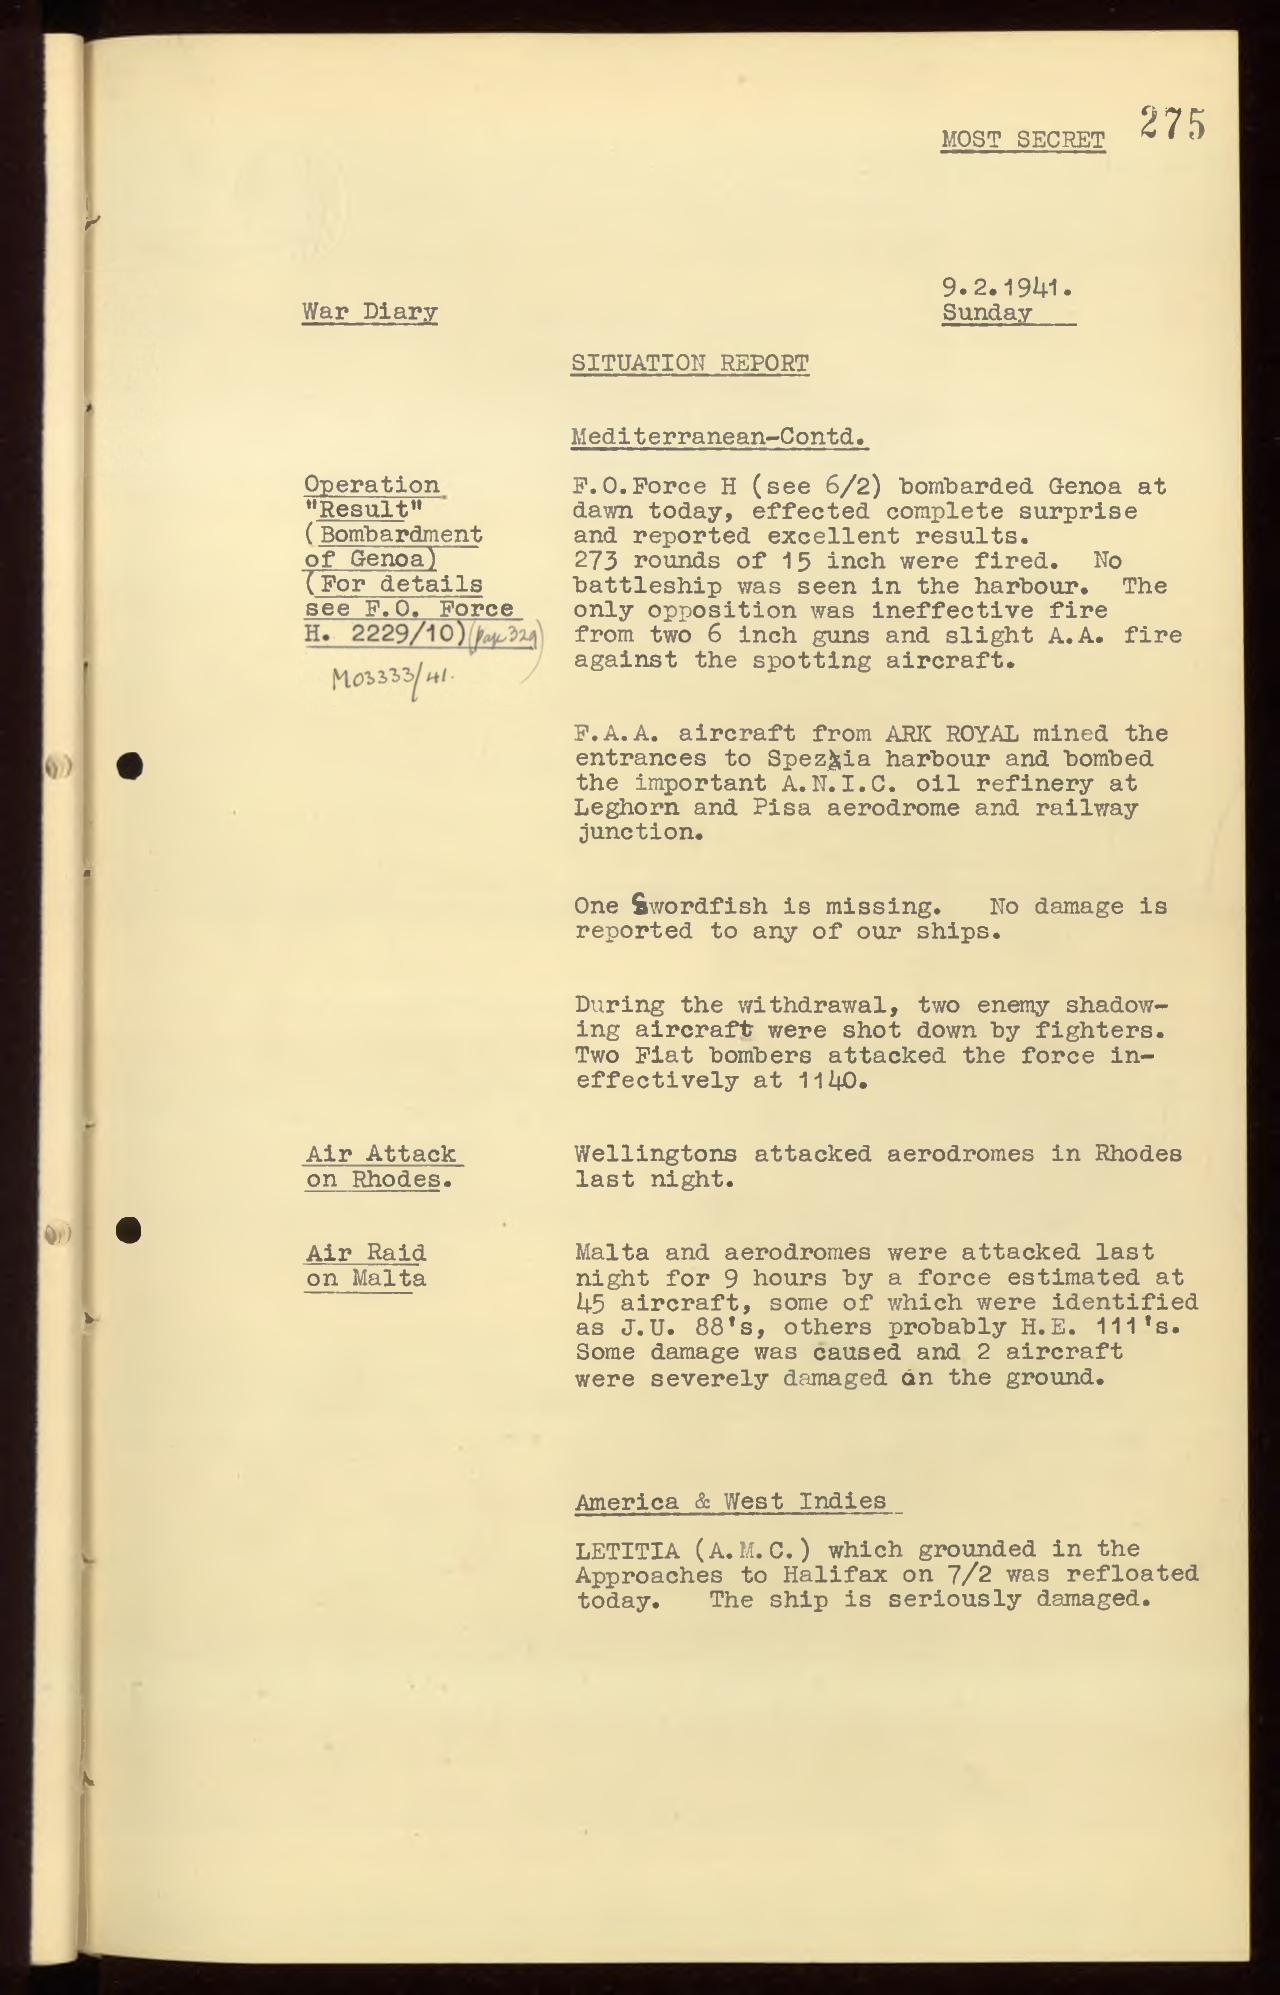 275
MOST SECRET
9.2.1941.
Sunday
War Diary
SITUATION REPORT
Mediterranean-Contd.
Operation
"Result"
(Bombardment
of Genoa)
(For details
see F.O. Force
H. 2229/10) (page 329)
M03333/41.
F.O.Force H (see 6/2) bombarded Genoa at
dawn today, effected complete surprise
and reported excellent results.
273 rounds of 15 inch were fired. No
battleship was seen in the harbour. The
only opposition was ineffective fire
from two 6 inch guns and slight A.A. fire
against the spotting aircraft.
F.A.A. aircraft from ARK ROYAL mined the
entrances to Spezia harbour and bombed
the important A.N.I.C. oil refinery at
Leghorn and Pisa aerodrome and railway
junction.
One Swordfish is missing. No damage is
reported to any of our ships.
During the withdrawal, two enemy shadow-
ing aircraft were shot down by fighters.
Two Fiat bombers attacked the force in-
effectively at 1140.
Air Attack
on Rhodes.
Wellingtons attacked aerodromes in Rhodes
last night.
Air Raid
on Malta
Malta and aerodromes were attacked last
night for 9 hours by a force estimated at
45 aircraft, some of which were identified
as J.U. 88's, others probably H.E. 111's.
Some damage was caused and 2 aircraft
were severely damaged on the ground.
America & West Indies
LETITIA (A.M.C.) which grounded in the
Approaches to Halifax on 7/2 was refloated
today. The ship is seriously damaged.